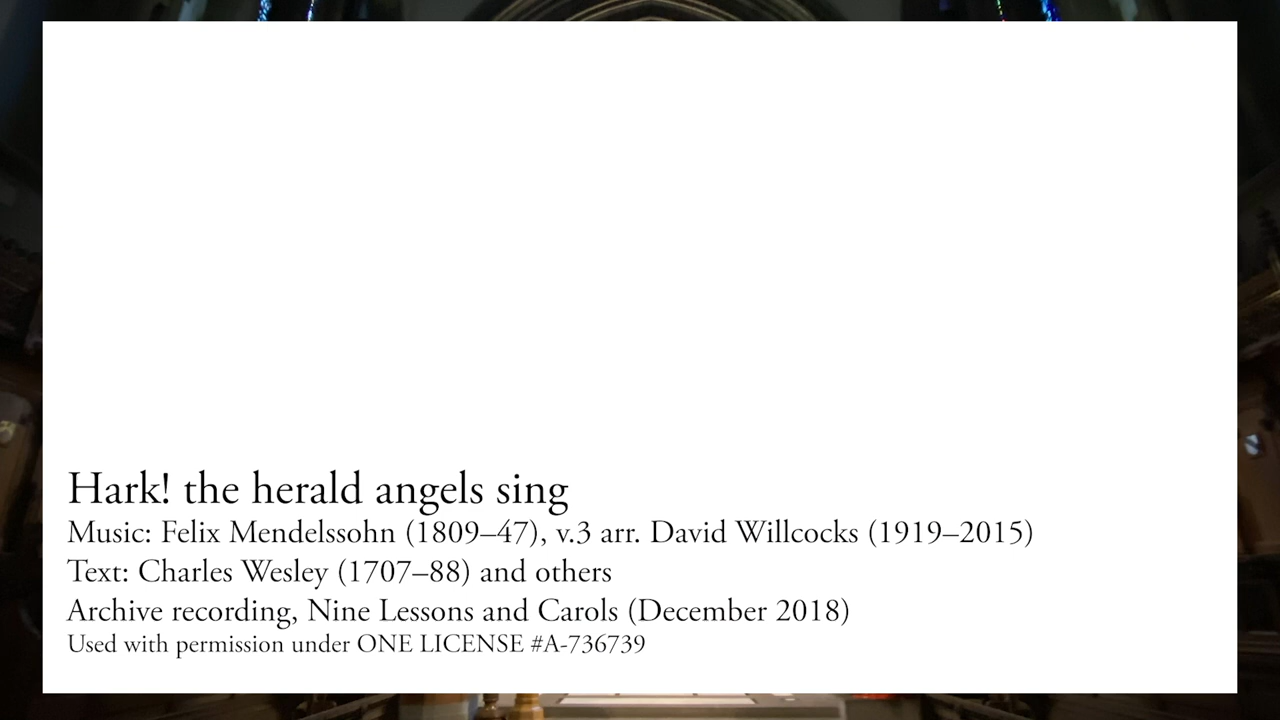 Hark! the herald angels sing
Music: Felix Mendelssohn (1809–47), v.3 arr. David Willcocks (1919–2015)
Text: Charles Wesley (1707–88) and others
Archive recording, Nine Lessons and Carols (December 2018)
Used with permission under ONE LICENSE #A-736739